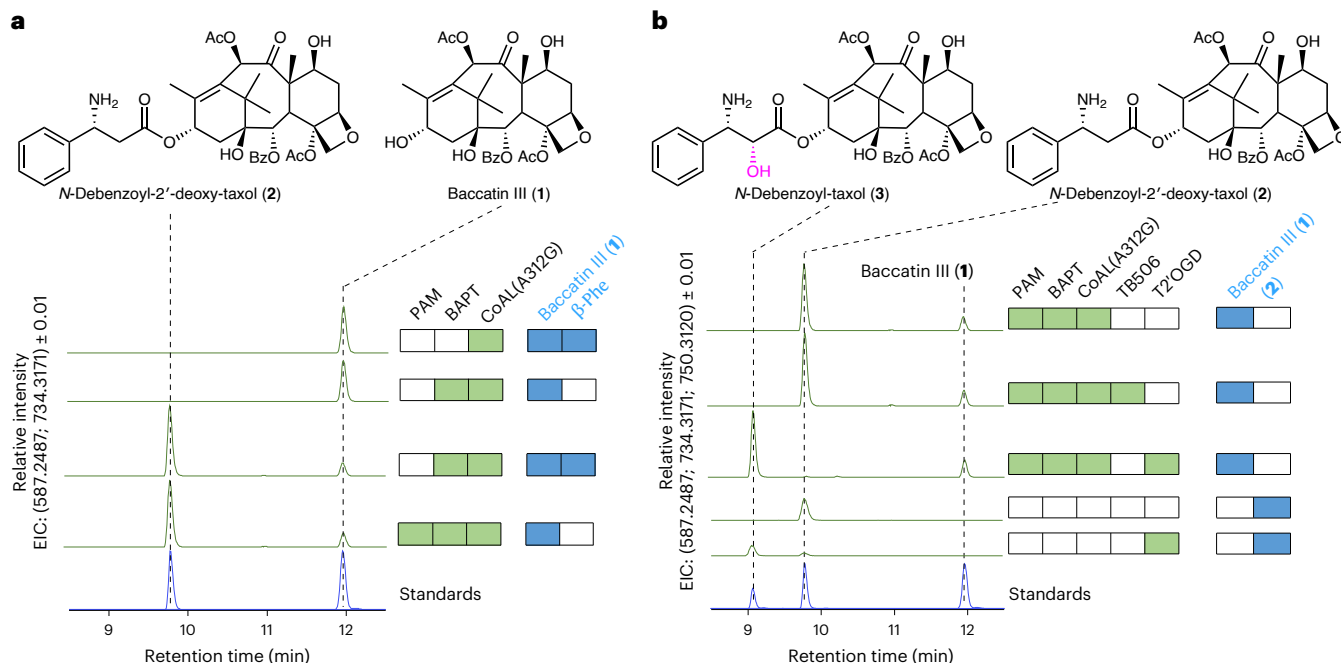 a
AcO
O
OH
NH2
O
O
HO
BzO
AcO
O
N-Debenzoyl-2′-deoxy-taxol (2)
AcO
O
OH
HO
HO
BzO
AcO
O
Baccatin III (1)
PAM
BAPT
CoAL(A312G)
Baccatin III (1)
β-Phe
Relative intensity
EIC: (587.2487; 734.3171) ± 0.01
Standards
9 10 11 12
Retention time (min)
b
AcO
O
OH
NH2
O
O
OH
HO
BzO
AcO
O
N-Debenzoyl-taxol (3)
AcO
O
OH
NH2
O
O
HO
BzO
AcO
O
N-Debenzoyl-2′-deoxy-taxol (2)
Baccatin III (1)
PAM
BAPT
CoAL(A312G)
TB506
T2′OGD
Baccatin III (1)
(2)
Relative intensity
EIC: (587.2487; 734.3171; 750.3120) ± 0.01
Standards
9 10 11 12
Retention time (min)